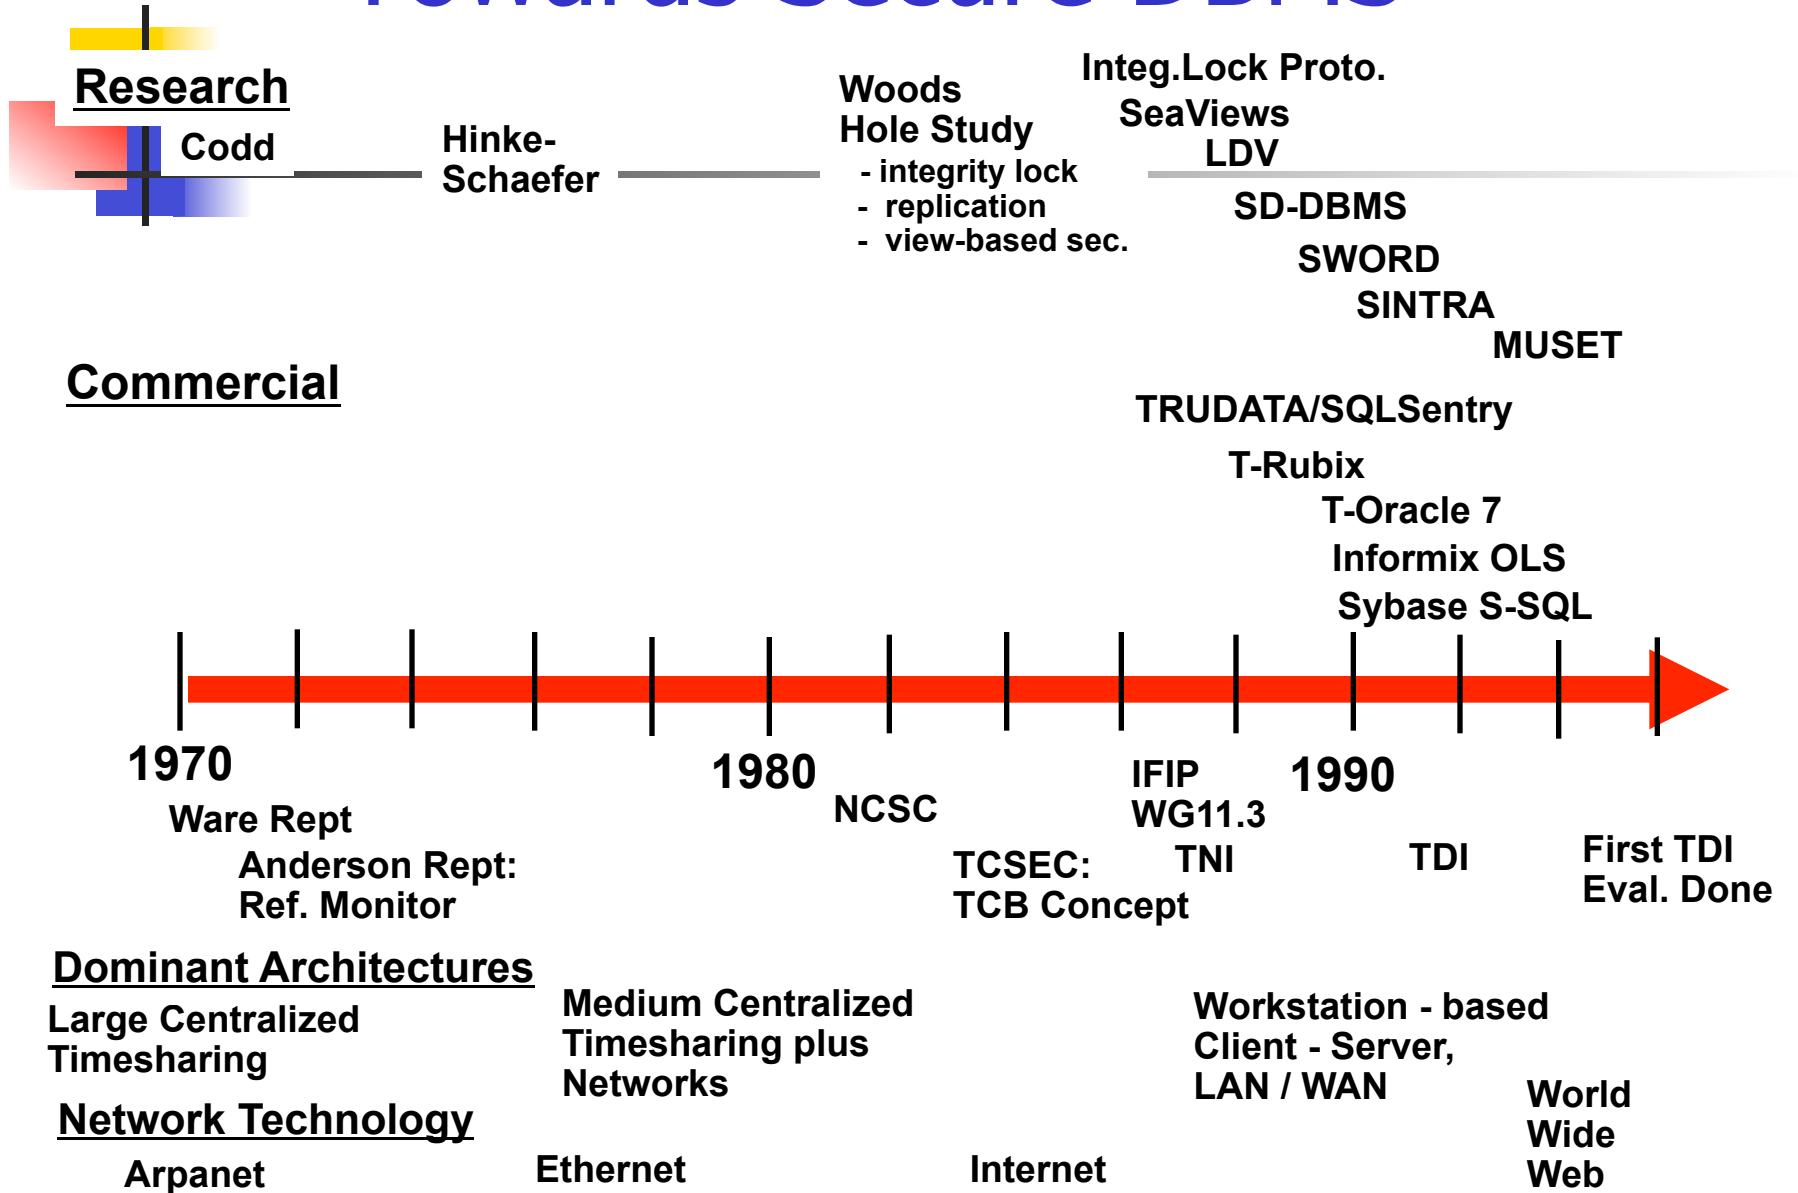 Towards Secure DBMS
Research
Codd
Hinke-
Schaefer
Woods
Hole Study
- integrity lock
- replication
- view-based sec.
Integ.Lock Proto.
SeaViews
LDV
SD-DBMS
SWORD
SINTRA
MUSET
Commercial
TRUDATA/SQLSentry
T-Rubix
T-Oracle 7
Informix OLS
Sybase S-SQL
1970
1980
1990
Ware Rept
Anderson Rept:
Ref. Monitor
NCSC
TCSEC:
TCB Concept
IFIP
WG11.3
TNI
TDI
First TDI
Eval. Done
Dominant Architectures
Large Centralized
Timesharing
Medium Centralized
Timesharing plus
Networks
Workstation - based
Client - Server,
LAN / WAN
Network Technology
Arpanet
Ethernet
Internet
World
Wide
Web